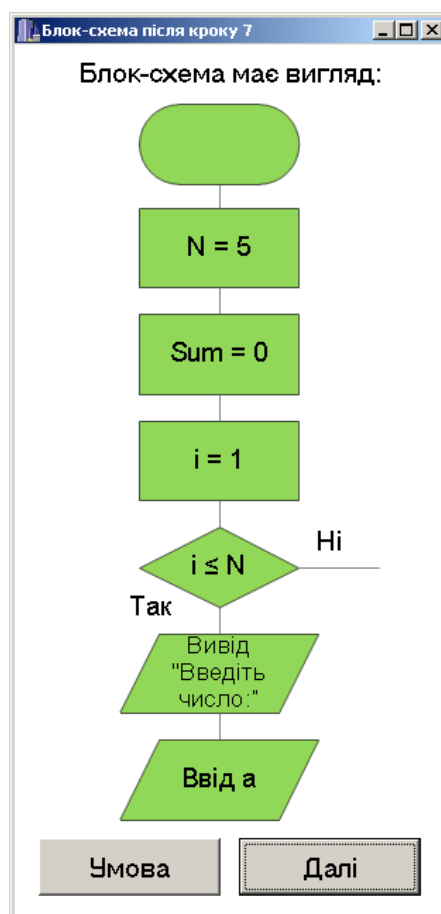 Блок-схема після кроку 7
Блок-схема має вигляд:
N = 5
Sum = 0
i = 1
i ≤ N
Ні
Так
Вивід
"Введіть
число:"
Ввід a
Умова
Далі